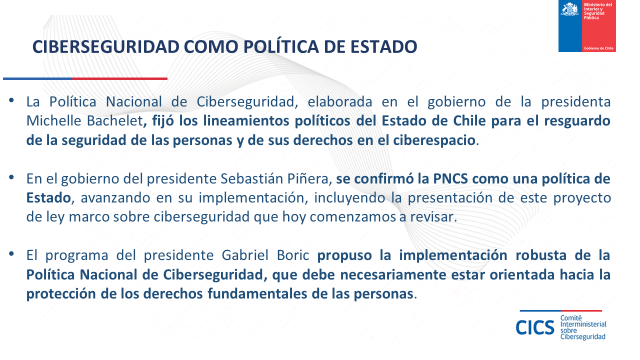 Ministerio del
Interior y
Seguridad
Pública
Gobierno de Chile
CIBERSEGURIDAD COMO POLÍTICA DE ESTADO
• La Política Nacional de Ciberseguridad, elaborada en el gobierno de la presidenta
Michelle Bachelet, fijó los lineamientos políticos del Estado de Chile para el resguardo
de la seguridad de las personas y de sus derechos en el ciberespacio.
• En el gobierno del presidente Sebastián Piñera, se confirmó la PNCS como una política de
Estado, avanzando en su implementación, incluyendo la presentación de este proyecto
de ley marco sobre ciberseguridad que hoy comenzamos a revisar.
• El programa del presidente Gabriel Boric propuso la implementación robusta de la
Política Nacional de Ciberseguridad, que debe necesariamente estar orientada hacia la
protección de los derechos fundamentales de las personas.
CICS
Comité
Interministerial
sobre
Ciberseguridad